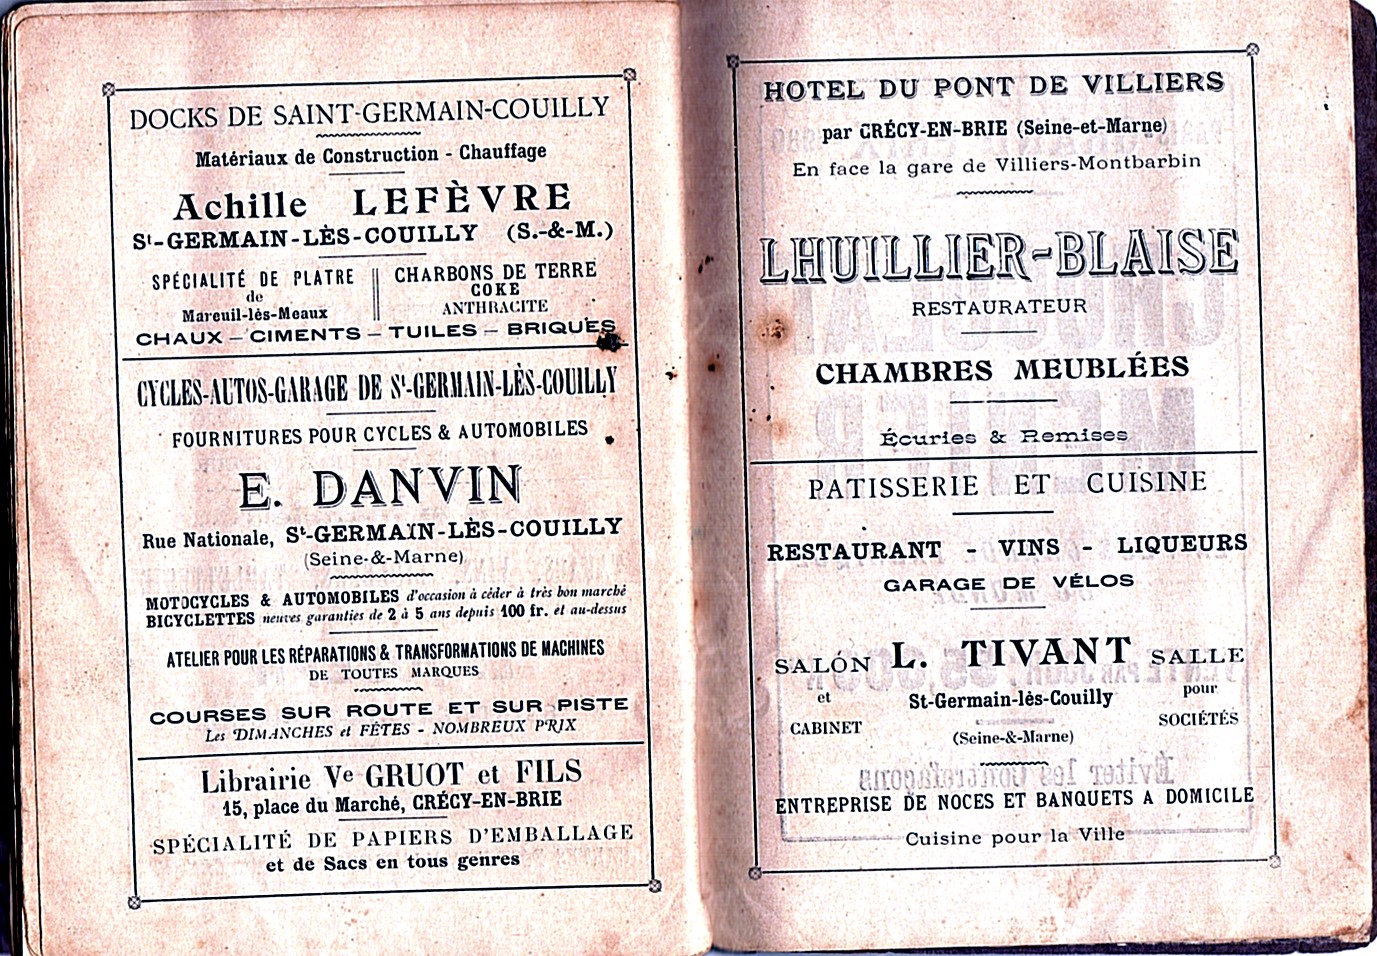 DOCKS DE SAINT-GERMAIN-COUILLY
Matériaux de Construction - Chauffage
Achille LEFÈVRE
St-GERMAIN-LÈS-COUILLY (S.-&-M.)
SPÉCIALITÉ DE PLATRE
de
Mareuil-lès-Meaux
CHARBONS DE TERRE
COKE
ANTHRACITE
CHAUX – CIMENTS – TUILES – BRIQUES
CYCLES-AUTOS-GARAGE DE St-GERMAIN-LÈS-COUILLY
FOURNITURES POUR CYCLES & AUTOMOBILES
E. DANVIN
Rue Nationale, St-GERMAIN-LÈS-COUILLY
(Seine-&-Marne)
MOTOCYCLES & AUTOMOBILES d'occasion à céder à très bon marché
BICYCLETTES neuves garanties de 2 à 5 ans depuis 100 fr. et au-dessus
ATELIER POUR LES RÉPARATIONS & TRANSFORMATIONS DE MACHINES
DE TOUTES MARQUES
COURSES SUR ROUTE ET SUR PISTE
Les DIMANCHES et FÊTES - NOMBREUX PRIX
Librairie Ve GRUOT et FILS
15, place du Marché, CRÉCY-EN-BRIE
SPÉCIALITÉ DE PAPIERS D'EMBALLAGE
et de Sacs en tous genres
HOTEL DU PONT DE VILLIERS
par CRÉCY-EN-BRIE (Seine-et-Marne)
En face la gare de Villiers-Montbarbin
LHUILLIER-BLAISE
RESTAURATEUR
CHAMBRES MEUBLÉES
Écuries & Remises
PATISSERIE ET CUISINE
RESTAURANT - VINS - LIQUEURS
GARAGE DE VÉLOS
SALON
et
CABINET
L. TIVANT
St-Germain-lès-Couilly
(Seine-&-Marne)
SALLE
pour
SOCIÉTÉS
ENTREPRISE DE NOCES ET BANQUETS A DOMICILE
Cuisine pour la Ville